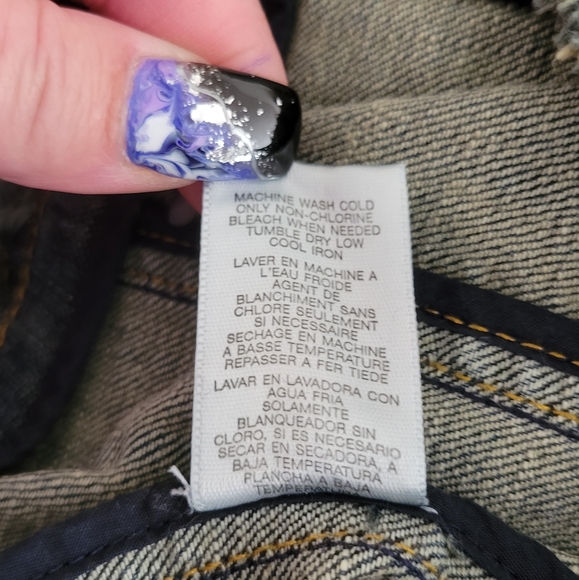 MACHINE WASH COLD
ONLY NON-CHLORINE
BLEACH WHEN NEEDED
TUMBLE DRY LOW
COOL IRON
LAVER EN MACHINE A
L'EAU FROIDE
AGENT DE
BLANCHIMENT SANS
CHLORE SEULEMENT
SI NECESSAIRE
SECHAGE EN MACHINE
A BASSE TEMPERATURE
REPASSER A FER TIEDE
LAVAR EN LAVADORA CON
AGUA FRIA
SOLAMENTE
BLANQUEADOR SIN
CLORO, SI ES NECESARIO
SECAR EN SECADORA, A
BAJA TEMPERATURA
PLANCHA A BAJA